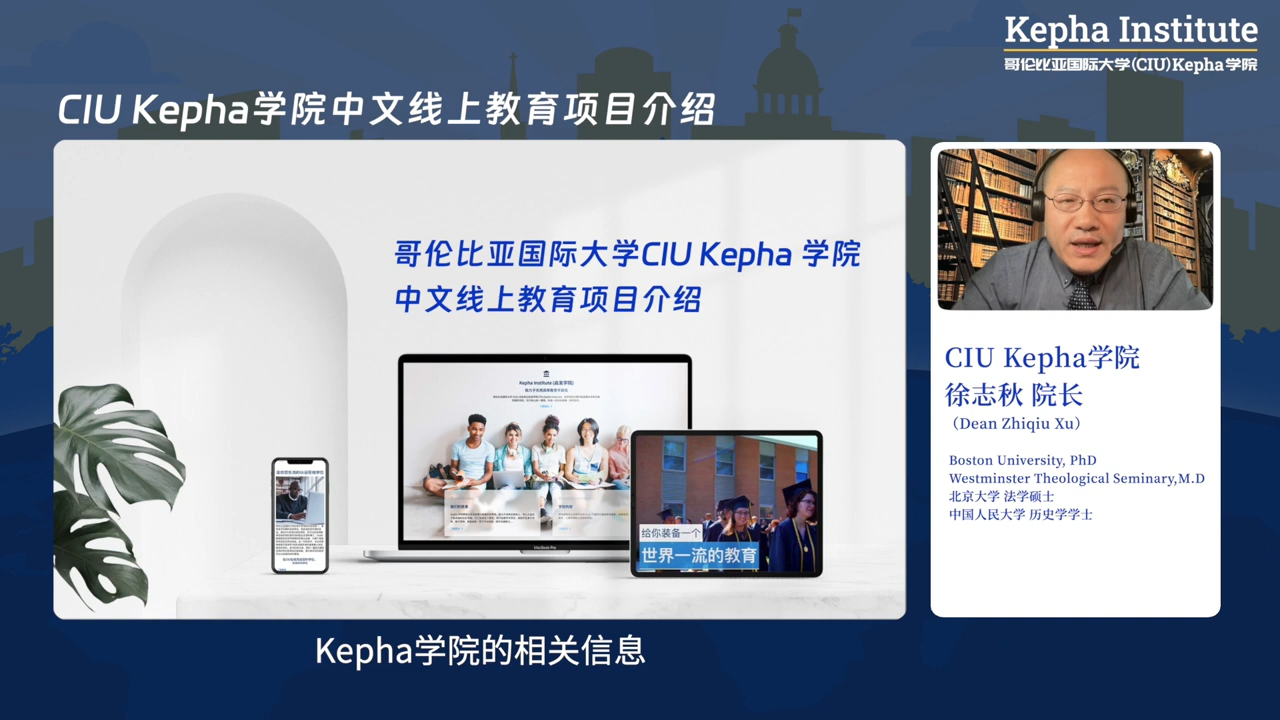 Kepha Institute
哥伦比亚国际大学(CIU)Kepha学院
CIU Kepha学院中文线上教育项目介绍
哥伦比亚国际大学CIU Kepha 学院
中文线上教育项目介绍
Kepha Institute (矶法学院)
MacBook Pro
给你装备一个
世界一流的教育
CIU Kepha学院
徐志秋 院长
（Dean Zhiqiu Xu）
Boston University, PhD
Westminster Theological Seminary,M.D
北京大学 法学硕士
中国人民大学 历史学学士
Kepha学院的相关信息